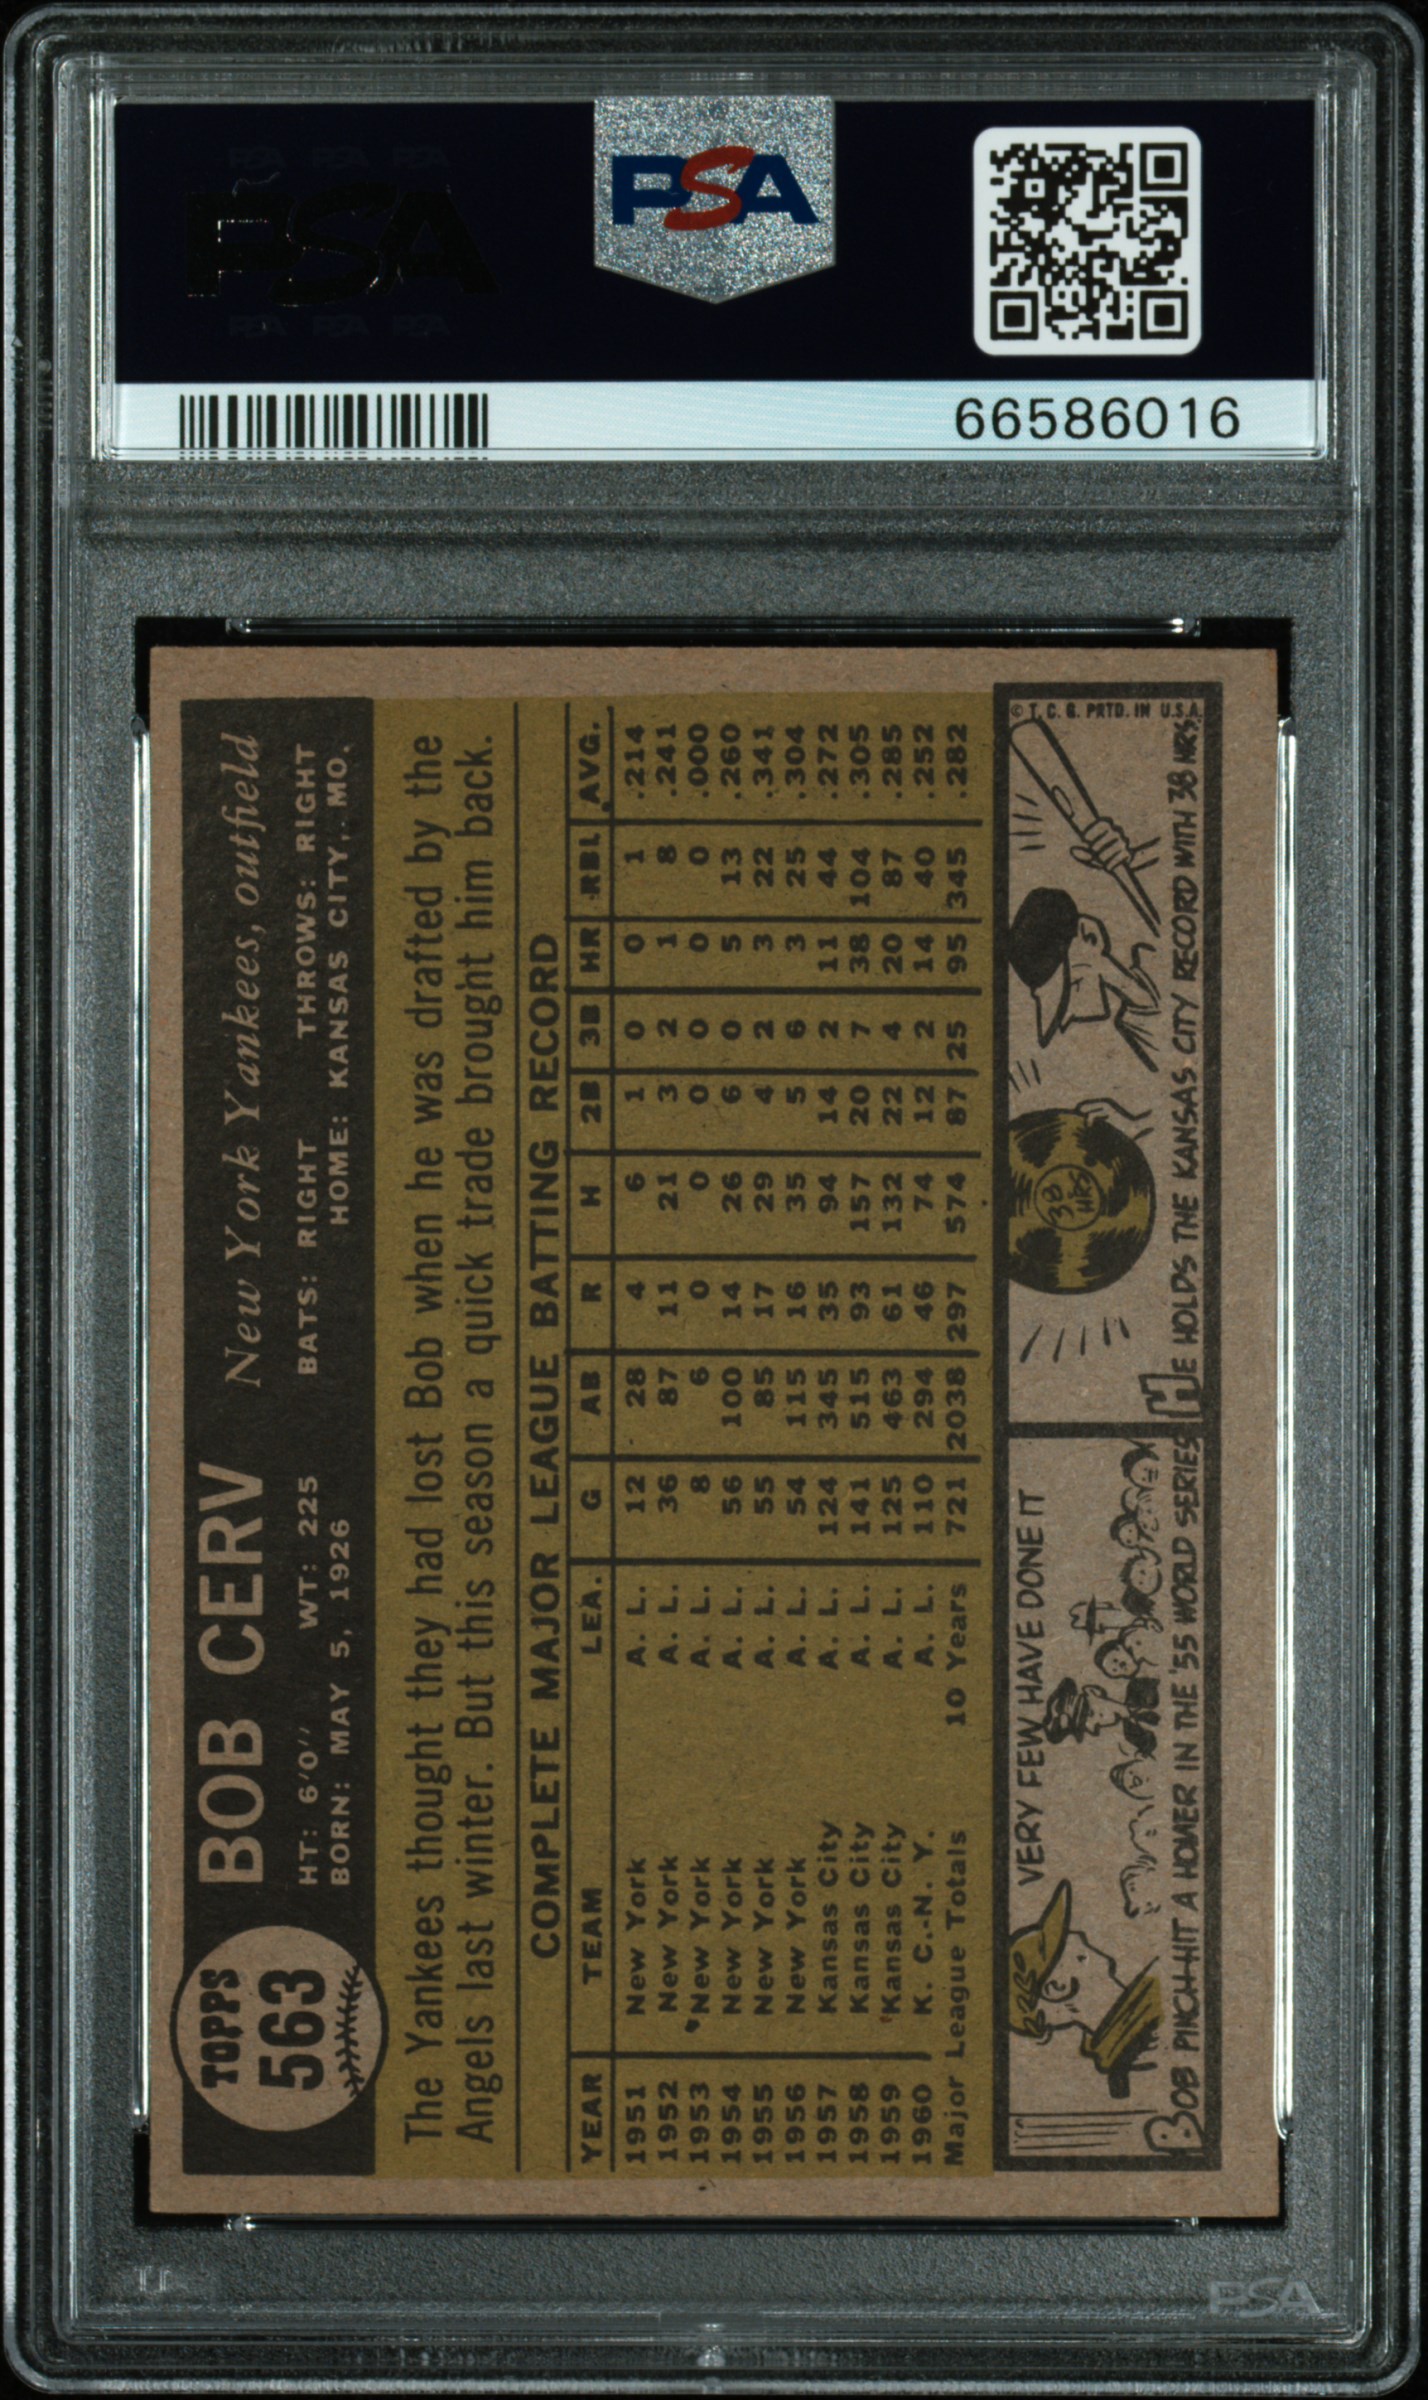 PSA
PSA PSA PSA
PSA
PSA PSA PSA
66586016
TOPPS
563
BOB CERV New York Yankees, outfield
HT: 6'0" WT: 225 BATS: RIGHT THROWS: RIGHT
BORN: MAY 5, 1926 HOME: KANSAS CITY, MO.
The Yankees thought they had lost Bob when he was drafted by the
Angels last winter. But this season a quick trade brought him back.
COMPLETE MAJOR LEAGUE BATTING RECORD
YEAR TEAM LEA. G AB R H 2B 3B HR RBI AVG.
1951 New York A. L. 12 28 4 6 1 0 0 1 .214
1952 New York A. L. 36 87 11 21 3 2 1 8 .241
1953 New York A. L. 8 6 0 0 0 0 0 0 .000
1954 New York A. L. 56 100 14 26 6 0 5 13 .260
1955 New York A. L. 55 85 17 29 4 2 3 22 .341
1956 New York A. L. 54 115 16 35 5 6 3 25 .304
1957 Kansas City A. L. 124 345 35 94 14 2 11 44 .272
1958 Kansas City A. L. 141 515 93 157 20 7 38 104 .305
1959 Kansas City A. L. 125 463 61 132 22 4 20 87 .285
1960 K. C.-N. Y. A. L. 110 294 46 74 12 2 14 40 .252
Major League Totals 10 Years 721 2038 297 574 87 25 95 345 .282
VERY FEW HAVE DONE IT
BOB PINCH-HIT A HOMER IN THE '55 WORLD SERIES
38 HRS
HE HOLDS THE KANSAS CITY RECORD WITH 38 HRS.
© T. C. G. PRTD. IN U.S.A.
PSA